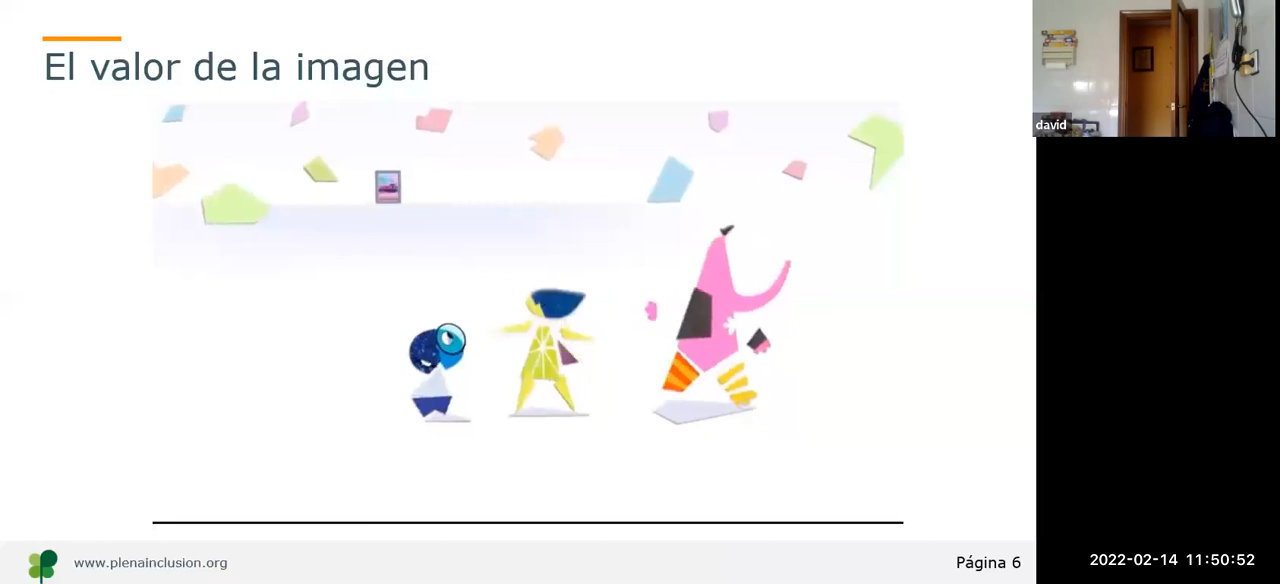 El valor de la imagen
david
www.plenainclusion.org
Página 6
2022-02-14 11:50:52